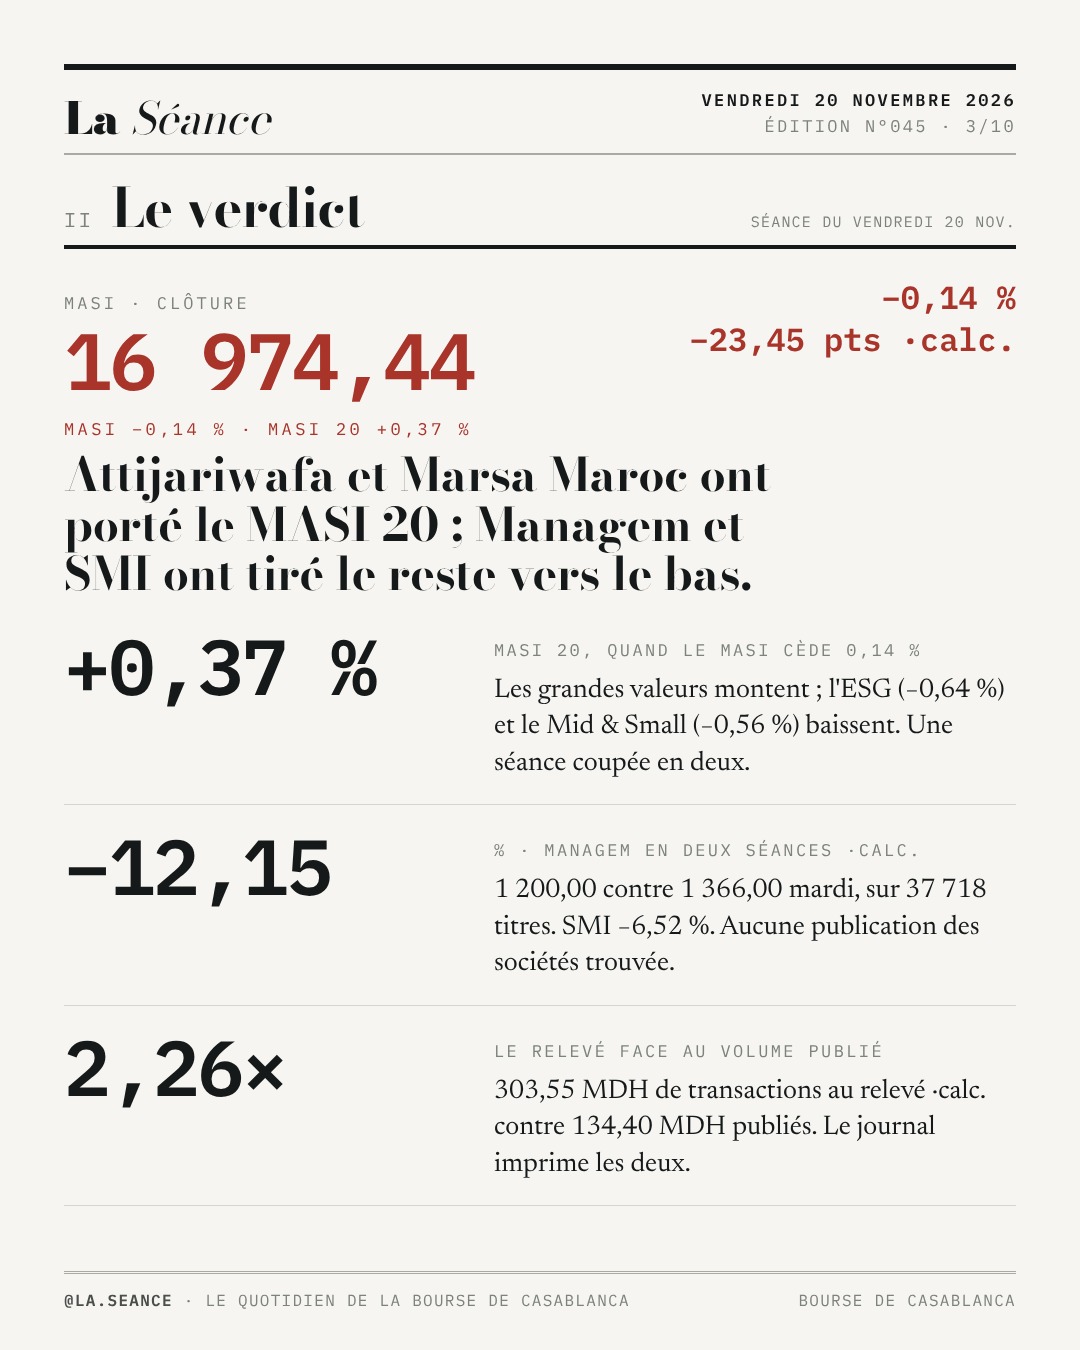 La Séance
VENDREDI 20 NOVEMBRE 2026
ÉDITION N°045 · 3/10
II Le verdict
SÉANCE DU VENDREDI 20 NOV.
MASI · CLÔTURE
16 974,44
−0,14 %
−23,45 pts ·calc.
MASI −0,14 % · MASI 20 +0,37 %
Attijariwafa et Marsa Maroc ont
porté le MASI 20 ; Managem et
SMI ont tiré le reste vers le bas.
+0,37 %
MASI 20, QUAND LE MASI CÈDE 0,14 %
Les grandes valeurs montent ; l'ESG (−0,64 %)
et le Mid & Small (−0,56 %) baissent. Une
séance coupée en deux.
−12,15
% · MANAGEM EN DEUX SÉANCES ·CALC.
1 200,00 contre 1 366,00 mardi, sur 37 718
titres. SMI −6,52 %. Aucune publication des
sociétés trouvée.
2,26×
LE RELEVÉ FACE AU VOLUME PUBLIÉ
303,55 MDH de transactions au relevé ·calc.
contre 134,40 MDH publiés. Le journal
imprime les deux.
@LA.SEANCE · LE QUOTIDIEN DE LA BOURSE DE CASABLANCA
BOURSE DE CASABLANCA